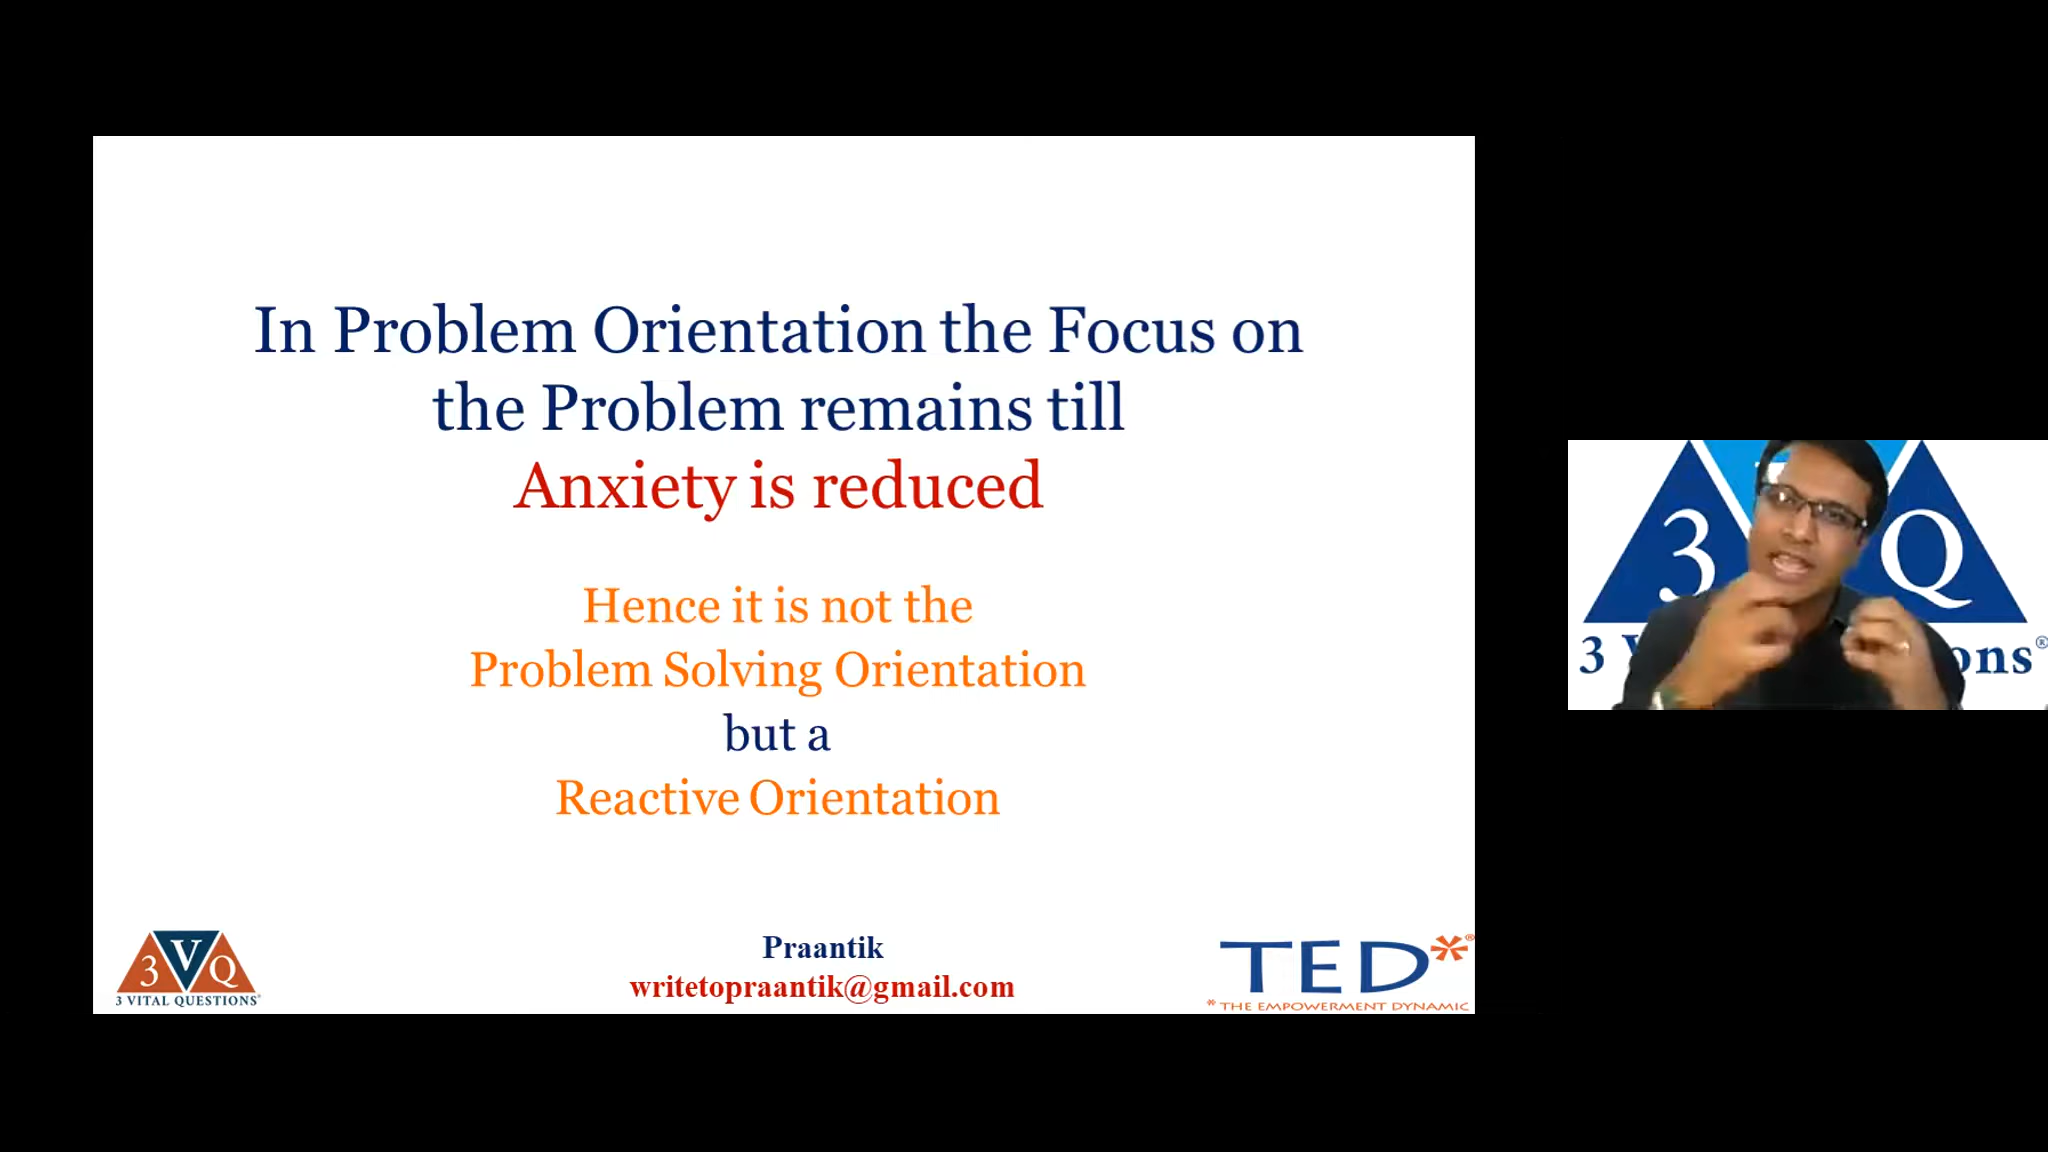 In Problem Orientation the Focus on
the Problem remains till
Anxiety is reduced
Hence it is not the
Problem Solving Orientation
but a
Reactive Orientation
3VQ
3 VITAL QUESTIONS®
Praantik
writetopraantik@gmail.com
TED*®
* THE EMPOWERMENT DYNAMIC
3 Q
3 V ons®